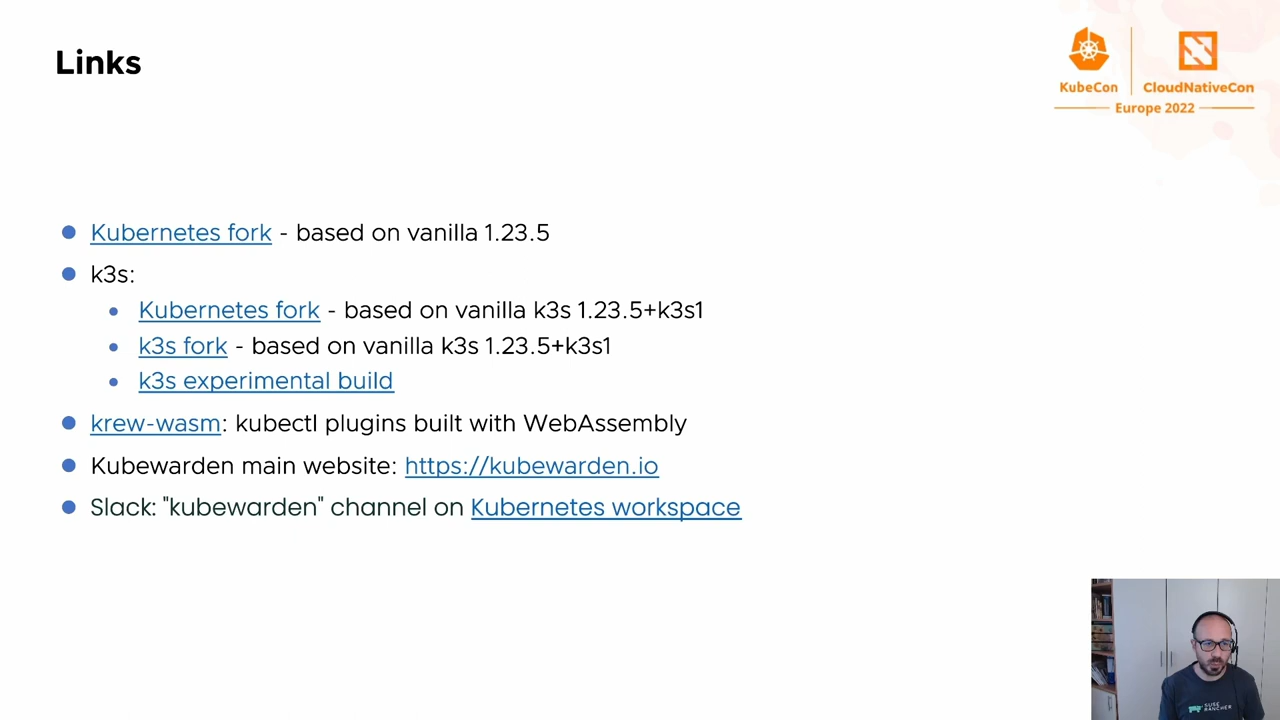 Links
KubeCon
CloudNativeCon
Europe 2022
Kubernetes fork - based on vanilla 1.23.5
k3s:
Kubernetes fork - based on vanilla k3s 1.23.5+k3s1
k3s fork - based on vanilla k3s 1.23.5+k3s1
k3s experimental build
krew-wasm: kubectl plugins built with WebAssembly
Kubewarden main website: https://kubewarden.io
Slack: "kubewarden" channel on Kubernetes workspace
SUSE
RANCHER